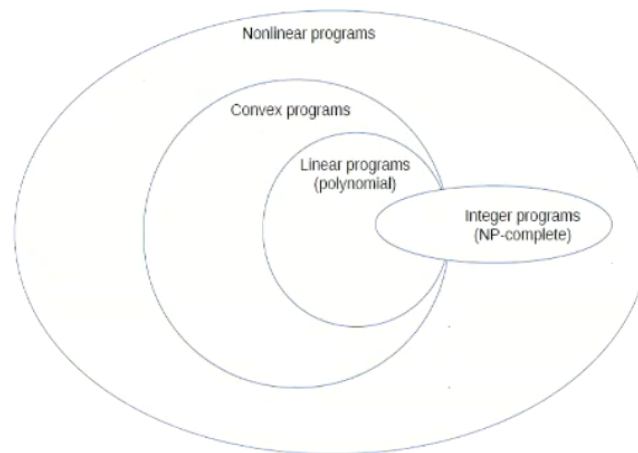 Nonlinear programs
Convex programs
Linear programs
(polynomial)
Integer programs
(NP-complete)